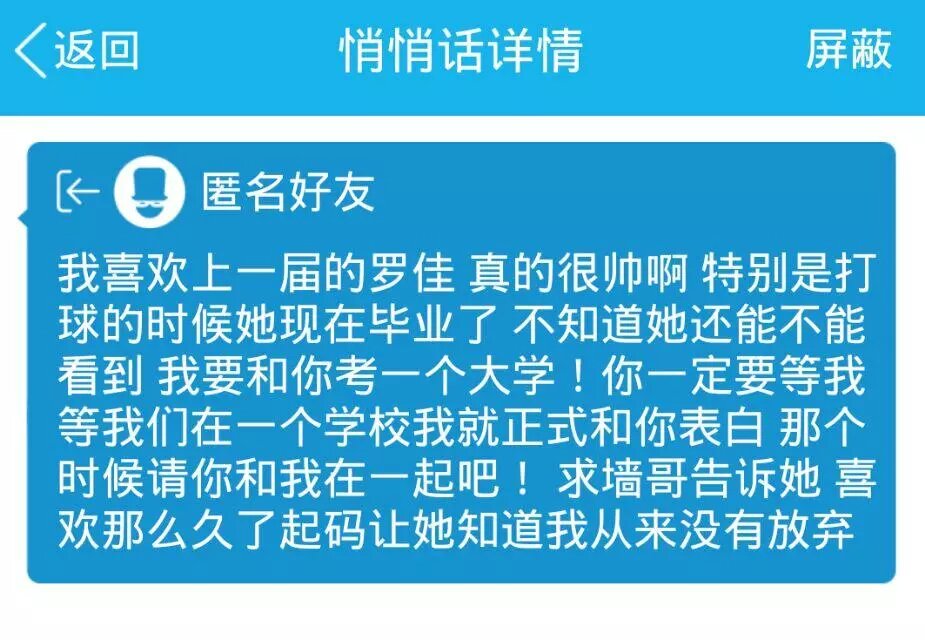 返回 悄悄话详情 屏蔽
匿名好友
我喜欢上一届的罗佳 真的很帅啊 特别是打
球的时候她现在毕业了 不知道她还能不能
看到 我要和你考一个大学！你一定要等我
等我们在一个学校我就正式和你表白 那个
时候请你和我在一起吧！ 求墙哥告诉她 喜
欢那么久了起码让她知道我从来没有放弃